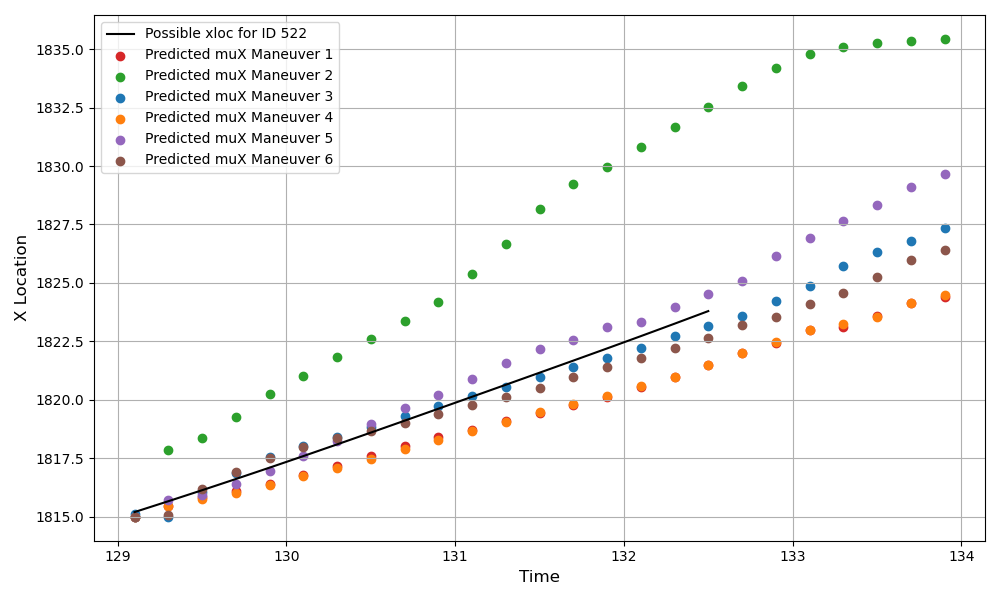 Possible xloc for ID 522
Predicted muX Maneuver 1
Predicted muX Maneuver 2
Predicted muX Maneuver 3
Predicted muX Maneuver 4
Predicted muX Maneuver 5
Predicted muX Maneuver 6
1835.0
1832.5
1830.0
1827.5
1825.0
1822.5
1820.0
1817.5
1815.0
X Location
129 130 131 132 133 134
Time